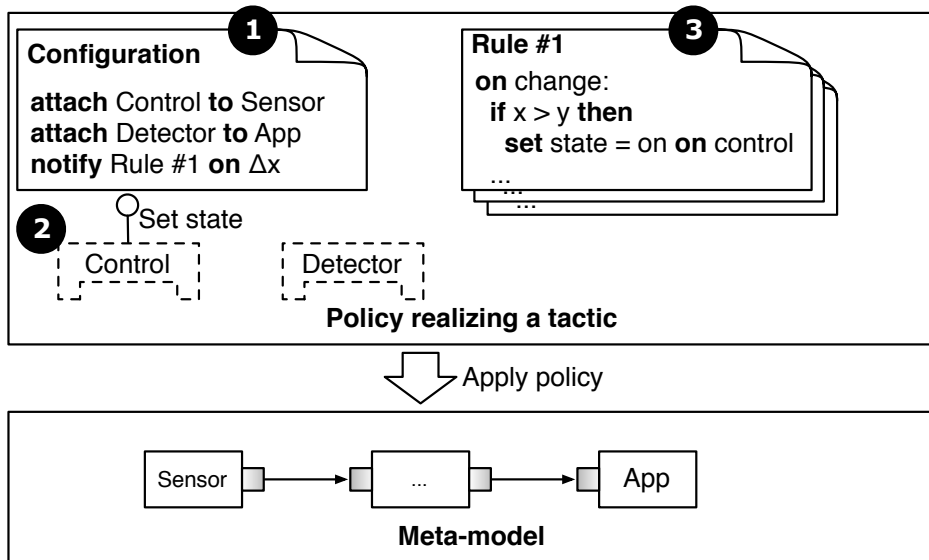 1
Configuration
attach Control to Sensor
attach Detector to App
notify Rule #1 on Δx
3
Rule #1
on change:
if x > y then
set state = on on control
...
...
...
2
Set state
Control
Detector
Policy realizing a tactic
Apply policy
Sensor
...
App
Meta-model